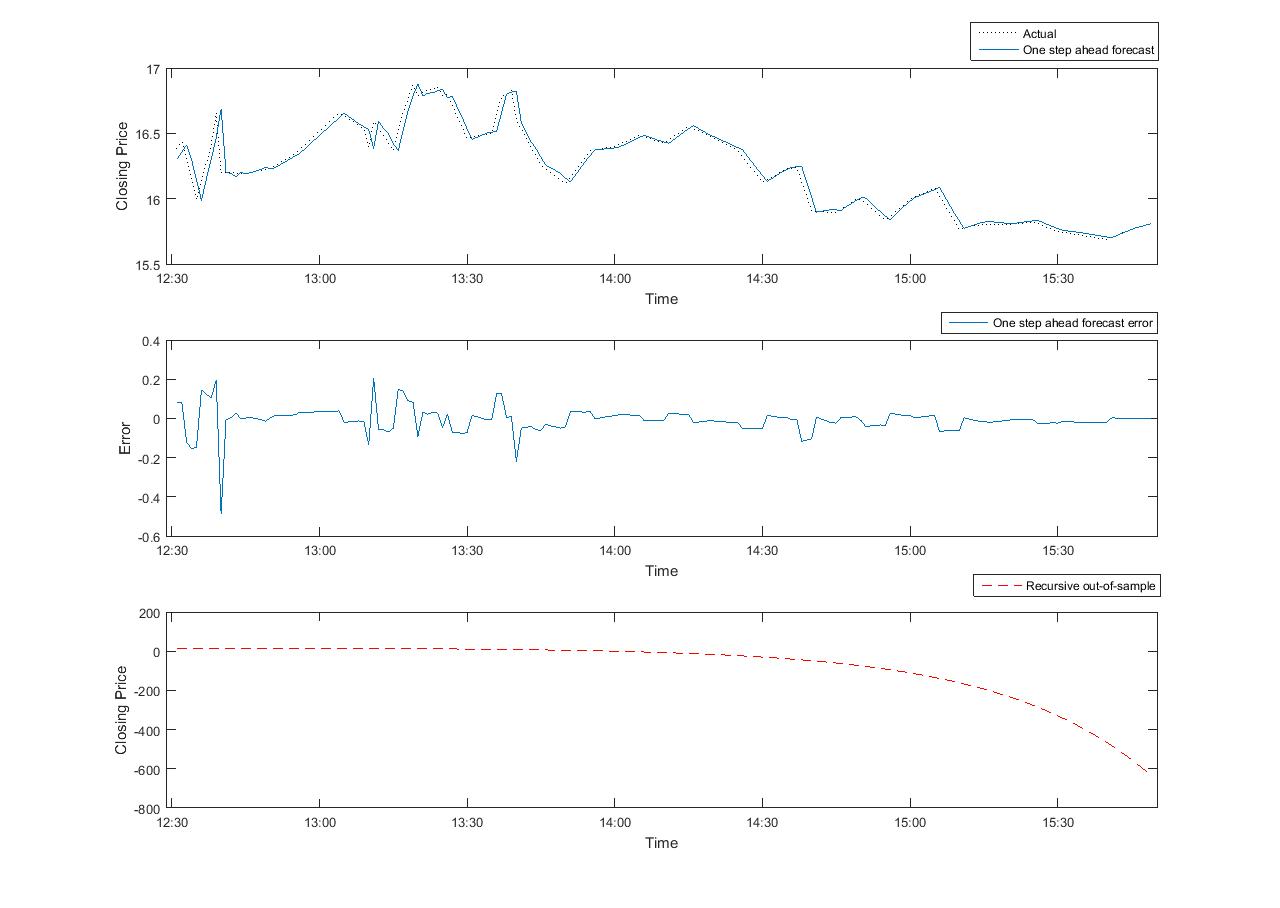 Actual
One step ahead forecast
17
16.5
16
15.5
Closing Price
12:30 13:00 13:30 14:00 14:30 15:00 15:30
Time
One step ahead forecast error
0.4
0.2
0
-0.2
-0.4
-0.6
Error
12:30 13:00 13:30 14:00 14:30 15:00 15:30
Time
Recursive out-of-sample
200
0
-200
-400
-600
-800
Closing Price
12:30 13:00 13:30 14:00 14:30 15:00 15:30
Time